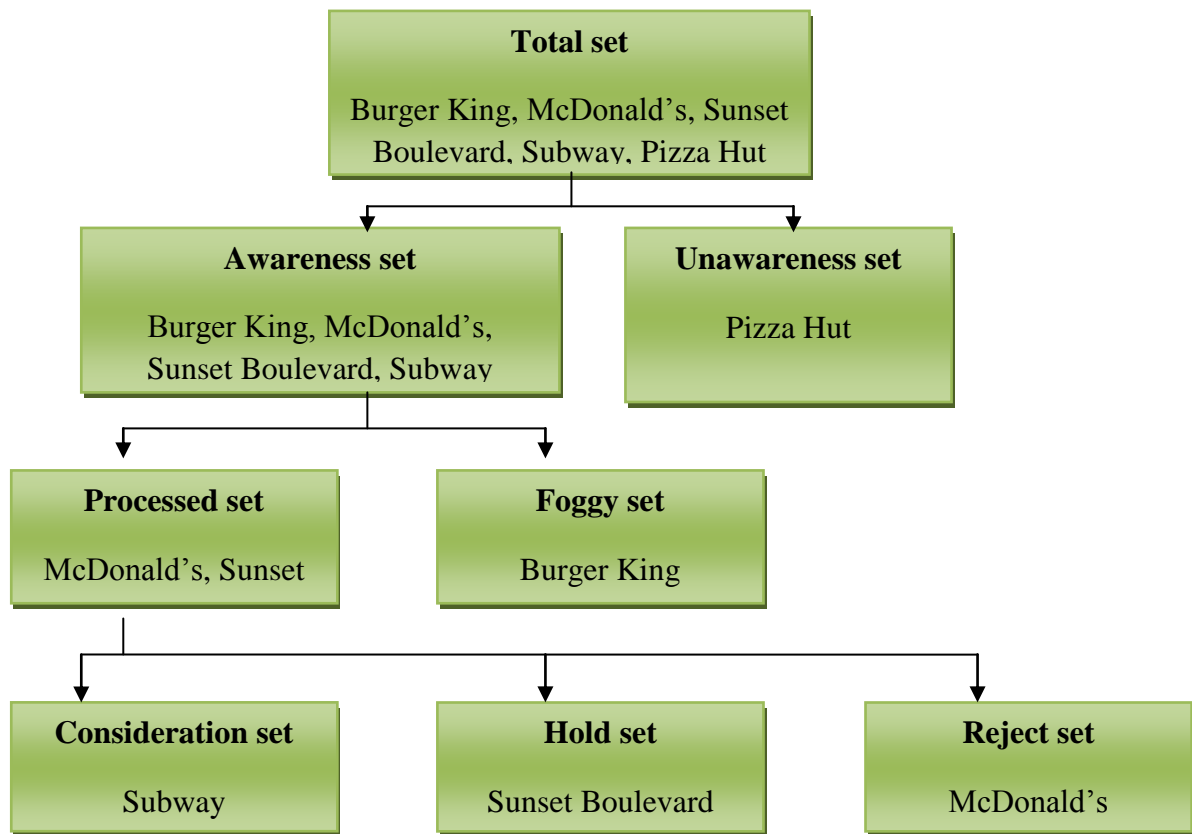 Total set
Burger King, McDonald's, Sunset
Boulevard, Subway, Pizza Hut
Awareness set
Burger King, McDonald's,
Sunset Boulevard, Subway
Unawareness set
Pizza Hut
Processed set
McDonald's, Sunset
Foggy set
Burger King
Consideration set
Subway
Hold set
Sunset Boulevard
Reject set
McDonald's